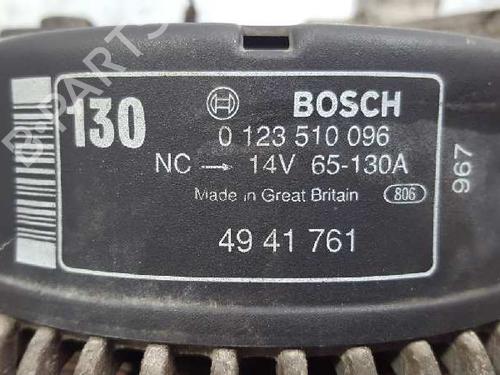 130
BOSCH
0 123 510 096
NC → 14V 65-130A
Made in Great Britain 806
49 41 761
967